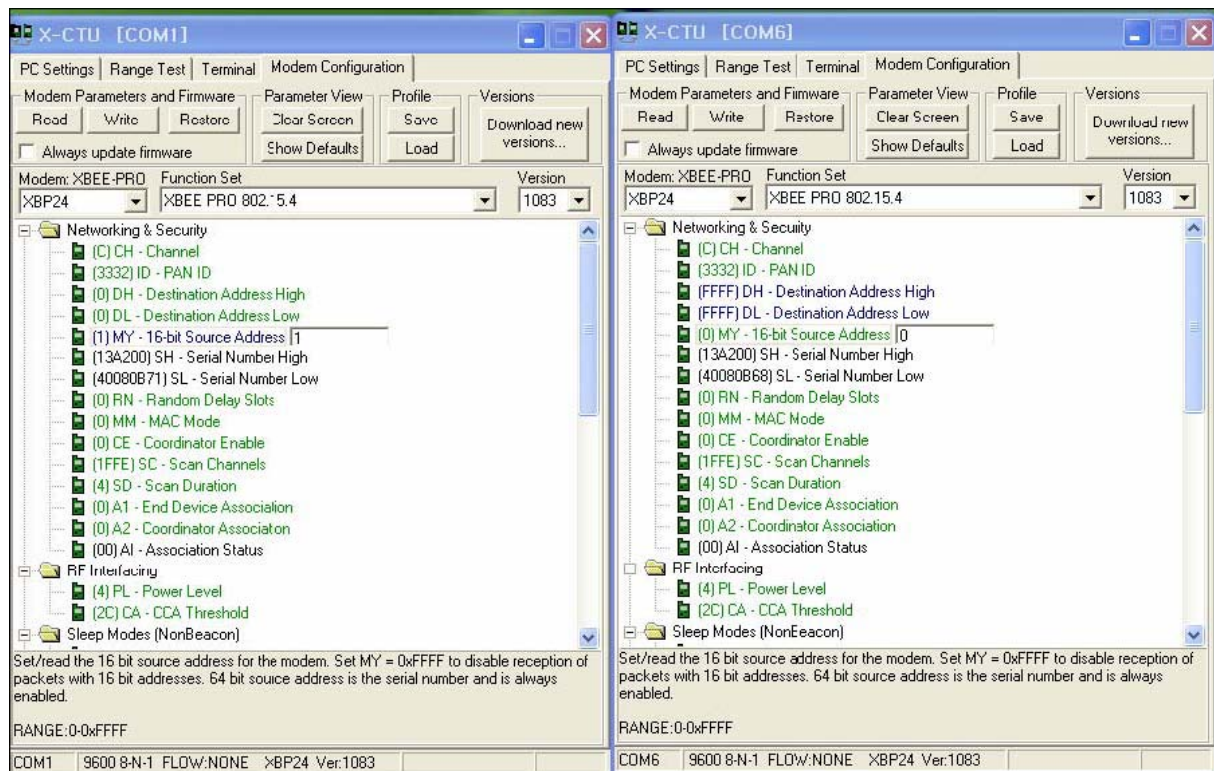 X-CTU [COM1]
PC Settings Range Test Terminal Modem Configuration
Modem Parameters and Firmware Parameter View Profile Versions
Read Write Restore Clear Screen Save Download new versions...
Always update firmware Show Defaults Load
Modem: XBEE-PRO Function Set Version
XBP24 XBEE PRO 802.15.4 1083
Networking & Security
(C) CH - Channel
(3332) ID - PAN ID
(0) DH - Destination Address High
(0) DL - Destination Address Low
(1) MY - 16-bit Source Address 1
(13A200) SH - Serial Number High
(40080B71) SL - Serial Number Low
(0) RN - Random Delay Slots
(0) MM - MAC Mode
(0) CE - Coordinator Enable
(1FFE) SC - Scan Channels
(4) SD - Scan Duration
(0) A1 - End Device Association
(0) A2 - Coordinator Association
(00) AI - Association Status
RF Interfacing
(4) PL - Power Level
(2C) CA - CCA Threshold
Sleep Modes (NonBeacon)
Set/read the 16 bit source address for the modem. Set MY = 0xFFFF to disable reception of
packets with 16 bit addresses. 64 bit source address is the serial number and is always
enabled.
RANGE:0-0xFFFF
COM1 9600 8-N-1 FLOW:NONE XBP24 Ver:1083
X-CTU [COM6]
PC Settings Range Test Terminal Modem Configuration
Modem Parameters and Firmware Parameter View Profile Versions
Read Write Restore Clear Screen Save Download new versions...
Always update firmware Show Defaults Load
Modem: XBEE-PRO Function Set Version
XBP24 XBEE PRO 802.15.4 1083
Networking & Security
(C) CH - Channel
(3332) ID - PAN ID
(FFFF) DH - Destination Address High
(FFFF) DL - Destination Address Low
(0) MY - 16-bit Source Address 0
(13A200) SH - Serial Number High
(40080B68) SL - Serial Number Low
(0) RN - Random Delay Slots
(0) MM - MAC Mode
(0) CE - Coordinator Enable
(1FFE) SC - Scan Channels
(4) SD - Scan Duration
(0) A1 - End Device Association
(0) A2 - Coordinator Association
(00) AI - Association Status
RF Interfacing
(4) PL - Power Level
(2C) CA - CCA Threshold
Sleep Modes (NonBeacon)
Set/read the 16 bit source address for the modem. Set MY = 0xFFFF to disable reception of
packets with 16 bit addresses. 64 bit source address is the serial number and is always
enabled.
RANGE:0-0xFFFF
COM6 9600 8-N-1 FLOW:NONE XBP24 Ver:1083